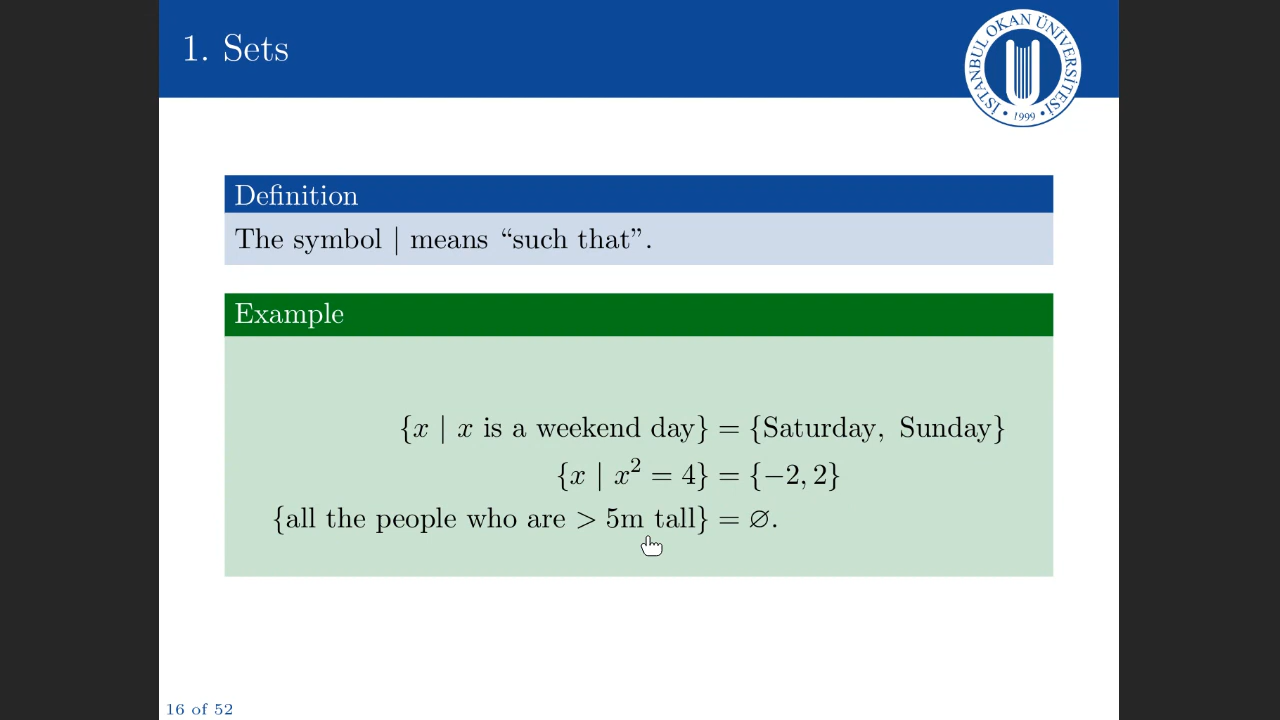 1. Sets
İSTANBUL OKAN ÜNİVERSİTESİ
• 1999 •
Definition
The symbol | means “such that”.
Example
{x | x is a weekend day} = {Saturday, Sunday}
{x | x² = 4} = {−2, 2}
{all the people who are > 5m tall} = ∅.
16 of 52